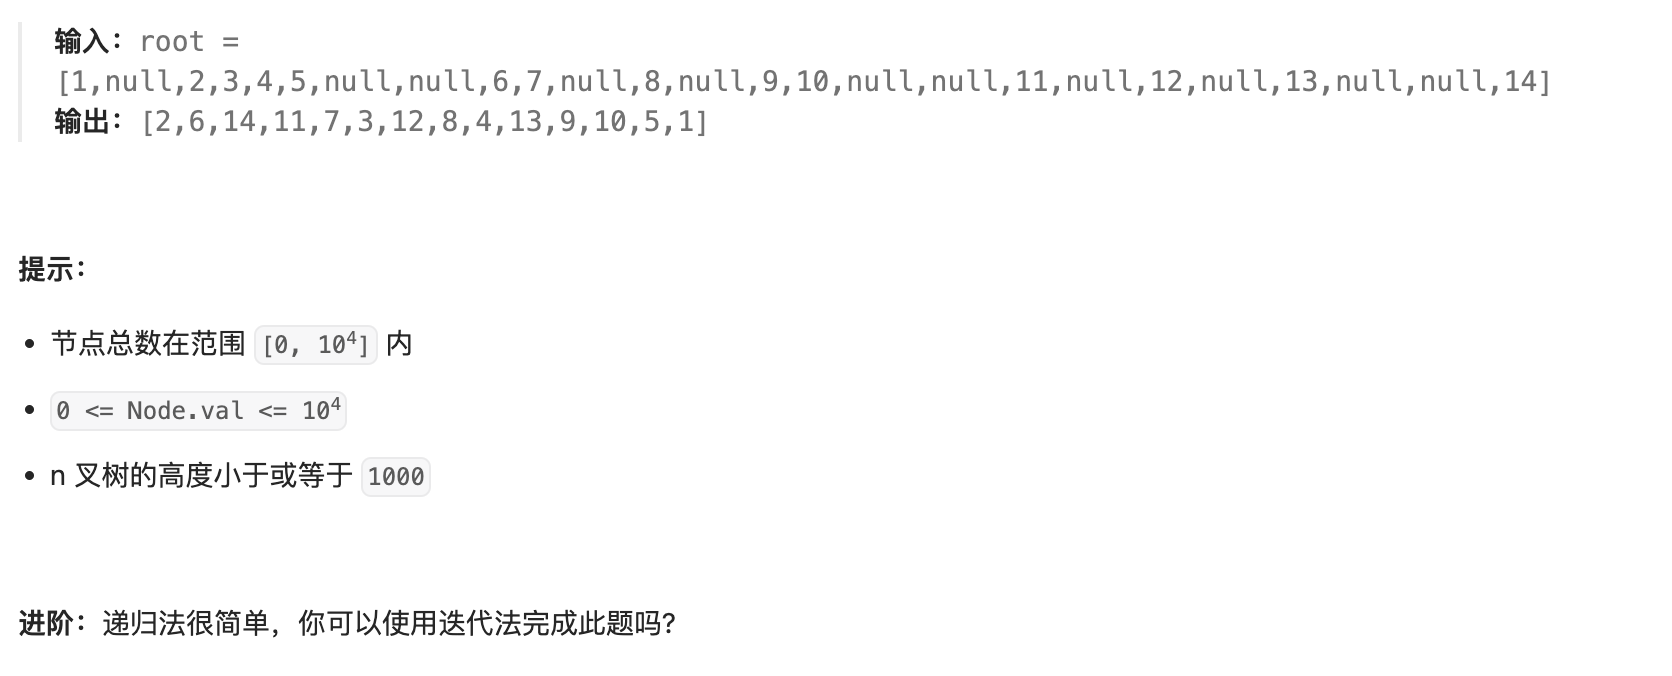 输入：root =
[1,null,2,3,4,5,null,null,6,7,null,8,null,9,10,null,null,11,null,12,null,13,null,null,14]
输出：[2,6,14,11,7,3,12,8,4,13,9,10,5,1]
提示：
• 节点总数在范围 [0, 10⁴] 内
• 0 <= Node.val <= 10⁴
• n 叉树的高度小于或等于 1000
进阶：递归法很简单，你可以使用迭代法完成此题吗?